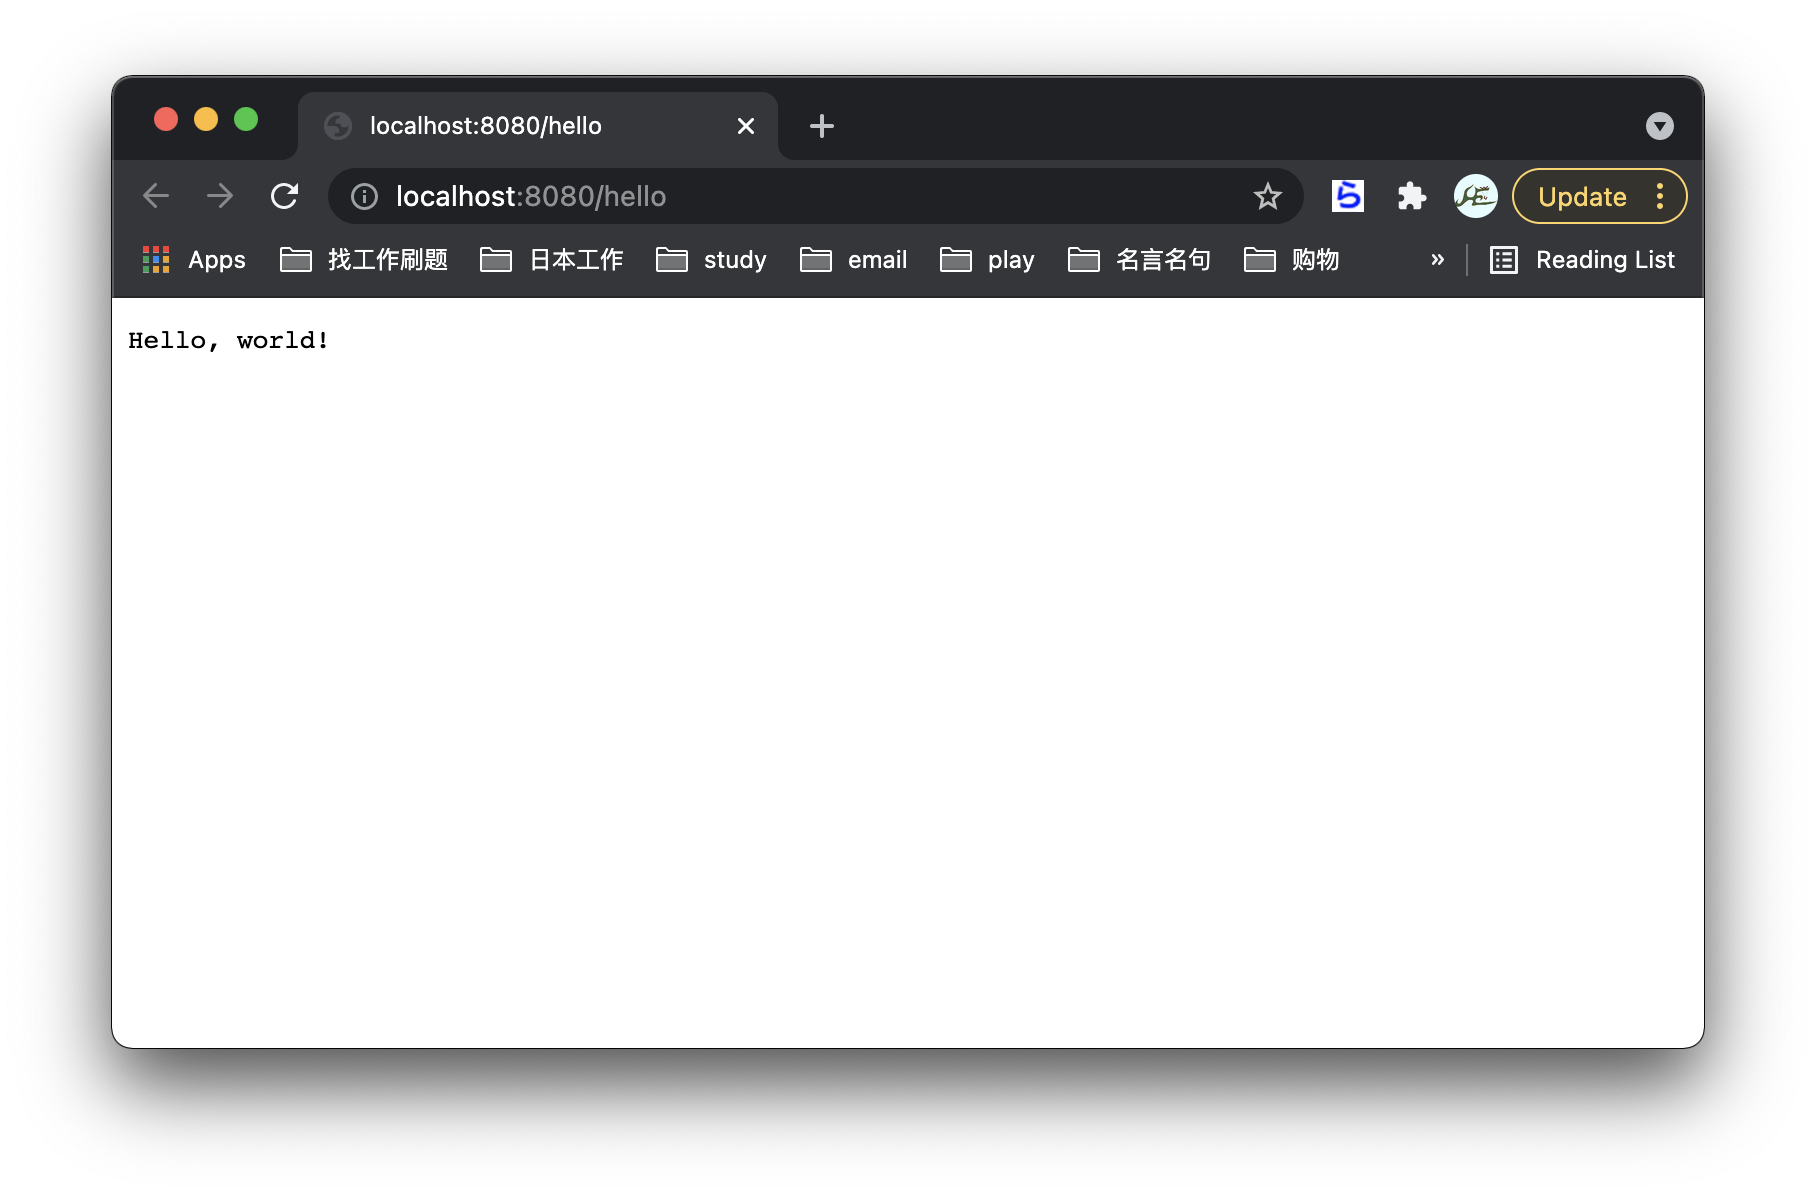 localhost:8080/hello
localhost:8080/hello ら Update
Apps 找工作刷题 日本工作 study email play 名言名句 购物 » Reading List
Hello, world!